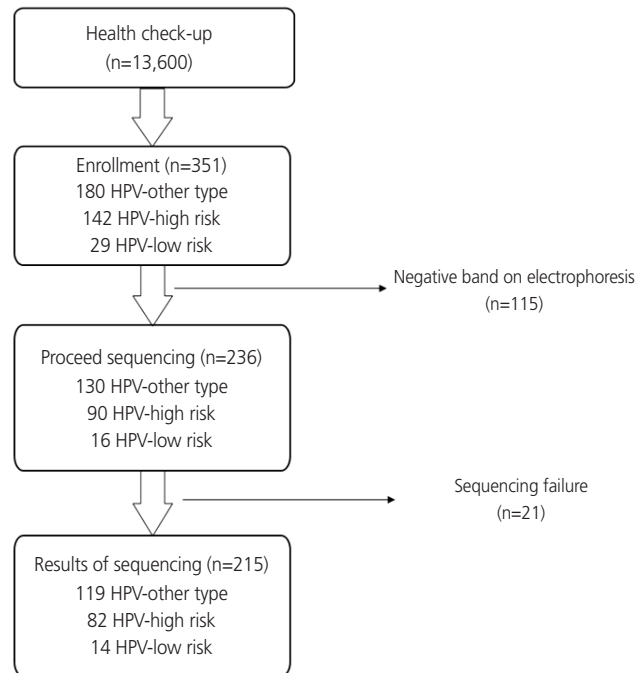 Health check-up
(n=13,600)
Enrollment (n=351)
180 HPV-other type
142 HPV-high risk
29 HPV-low risk
Negative band on electrophoresis
(n=115)
Proceed sequencing (n=236)
130 HPV-other type
90 HPV-high risk
16 HPV-low risk
Sequencing failure
(n=21)
Results of sequencing (n=215)
119 HPV-other type
82 HPV-high risk
14 HPV-low risk